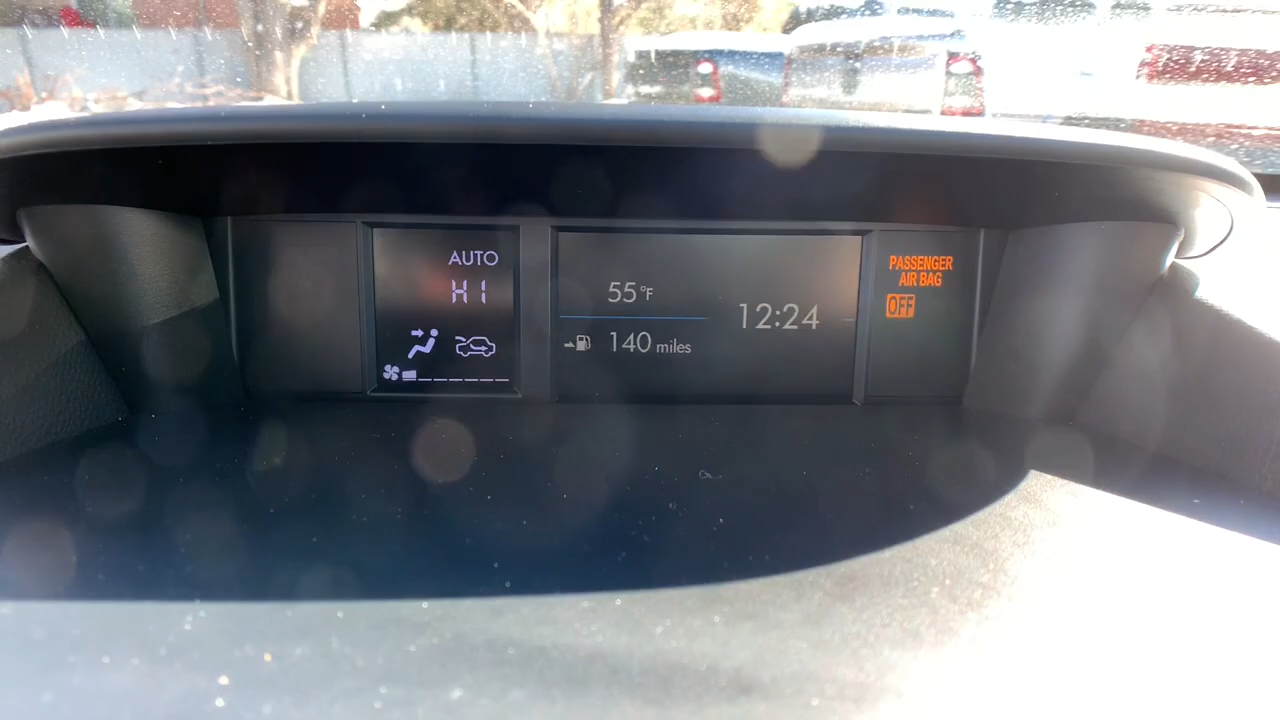 AUTO
HI
55°F
140 miles
12:24
PASSENGER
AIR BAG
OFF